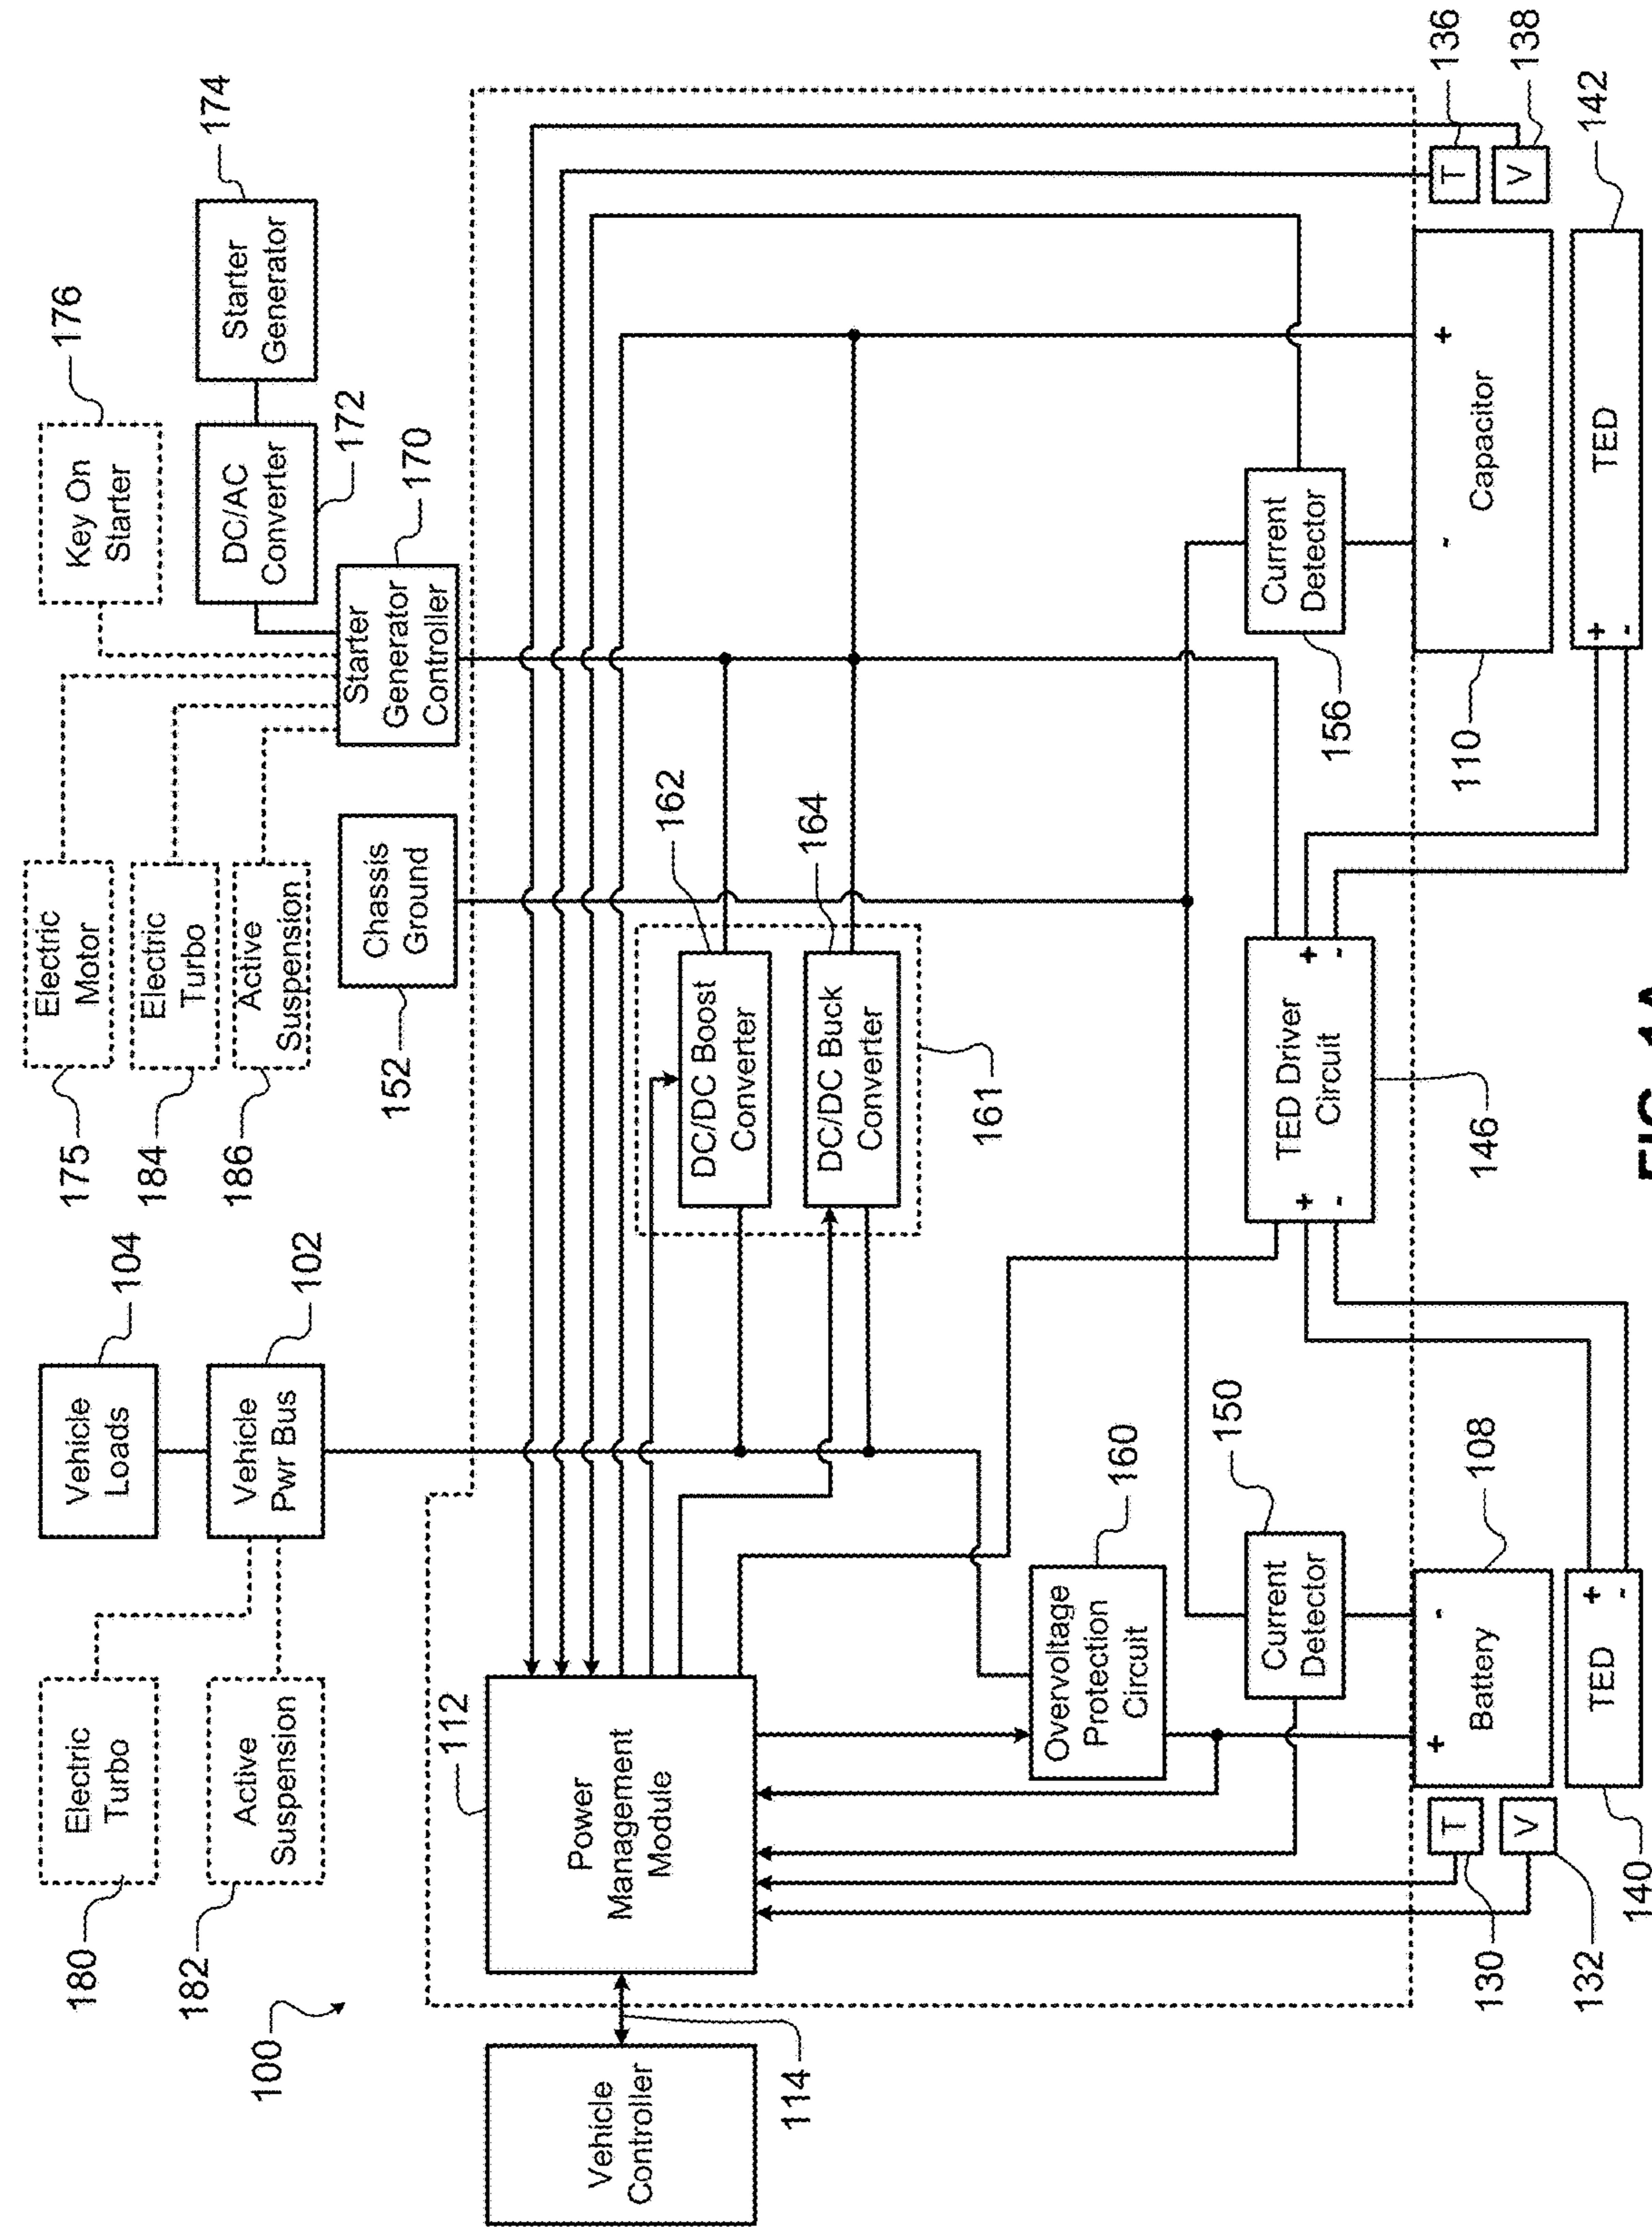 100
180
Electric
Turbo
182
Active
Suspension
Vehicle
Loads
104
Vehicle
Pwr Bus
102
175
Electric
Motor
184
Electric
Turbo
186
Active
Suspension
152
Chassis
Ground
Key On
Starter
176
DC/AC
Converter
172
Starter
Generator
174
Starter
Generator
Controller
170
Vehicle
Controller
114
112
Power
Management
Module
DC/DC Boost
Converter
162
DC/DC Buck
Converter
164
161
Overvoltage
Protection
Circuit
160
Current
Detector
150
TED Driver
Circuit
+
-
+
-
146
Current
Detector
156
130
T
132
V
+
Battery
-
108
140
TED
+
-
110
-
Capacitor
+
+
-
TED
142
T
136
V
138
FIG. 1A